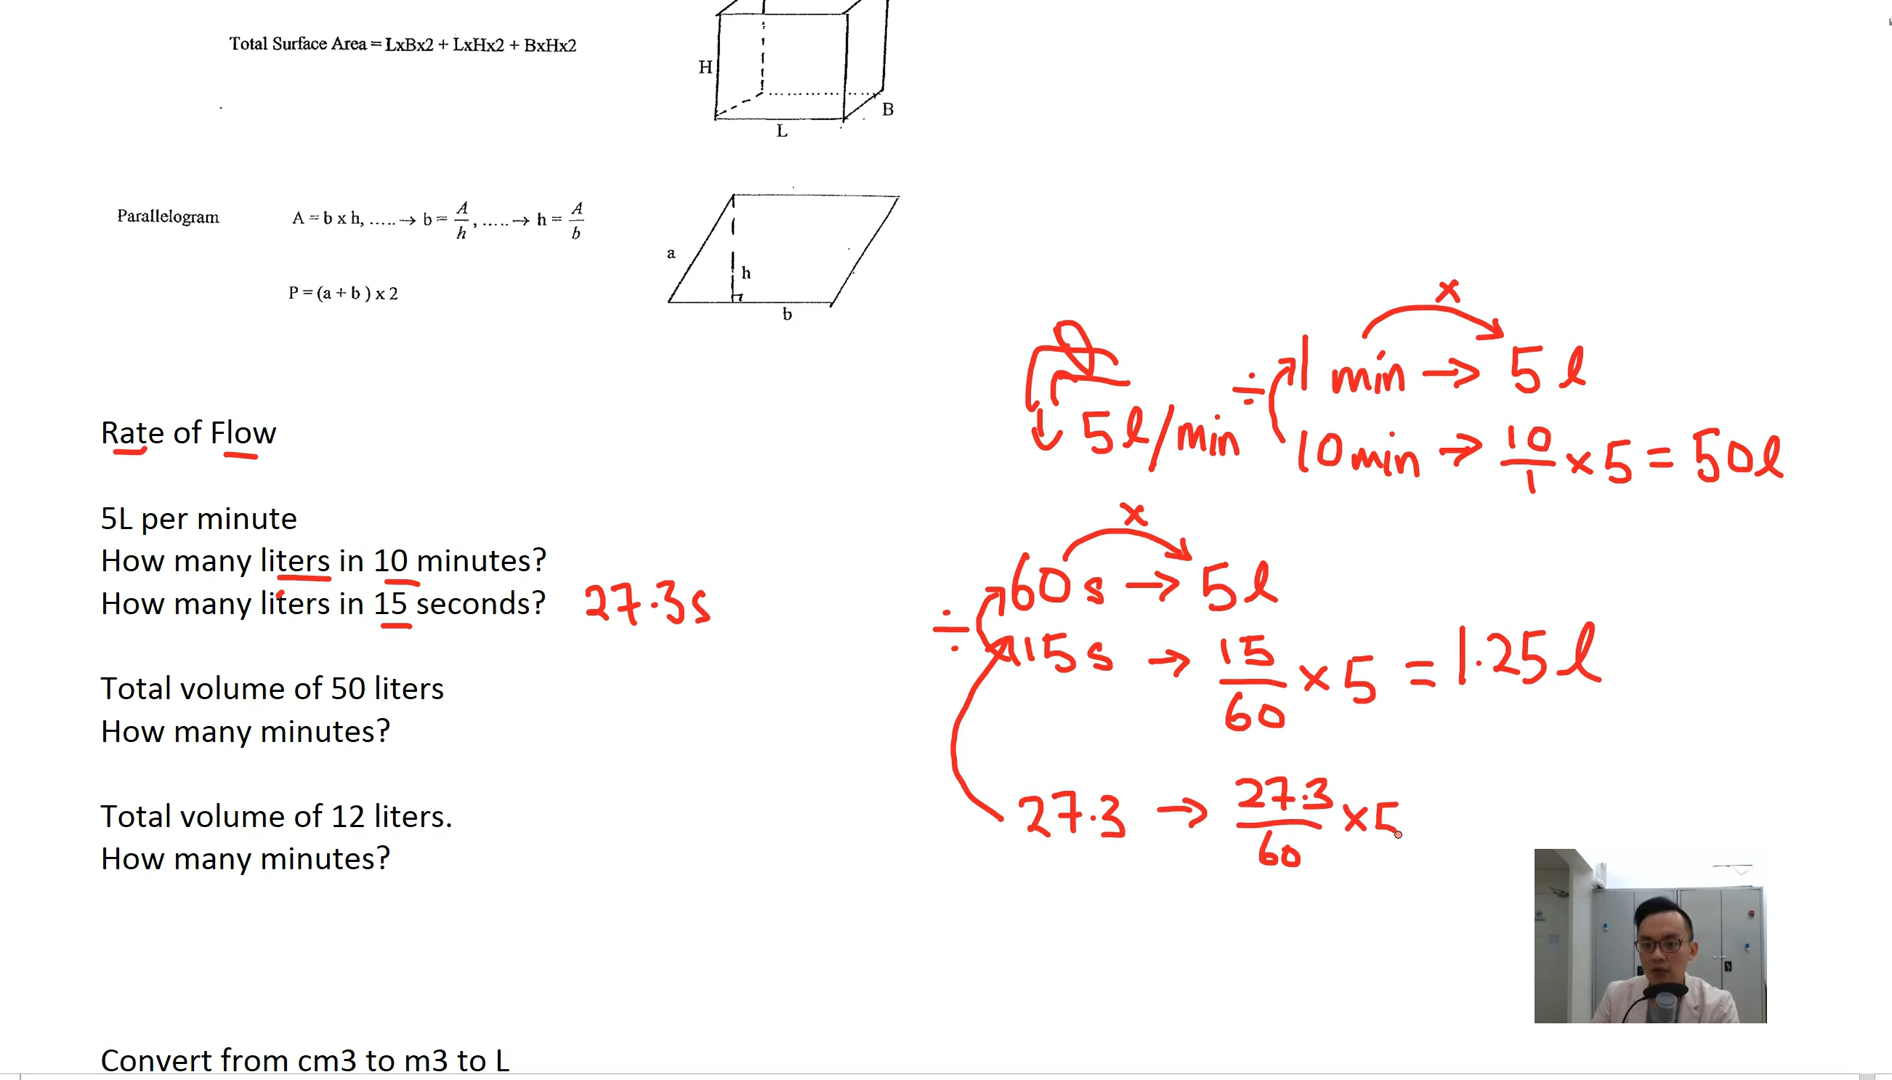 Total Surface Area = LxBx2 + LxHx2 + BxHx2
H
B
L
Parallelogram A = b x h, ..... → b = A/h, ..... → h = A/b
a
h
P = (a + b ) x 2
b
x
÷ 1 min → 5 l
5 l/min
10 min → 10/1 × 5 = 50 l
Rate of Flow
5L per minute
How many liters in 10 minutes?
How many liters in 15 seconds? 27.3s
x
60 s → 5 l
÷
15 s → 15/60 × 5 = 1.25 l
Total volume of 50 liters
How many minutes?
27.3 → 27.3/60 × 5
Total volume of 12 liters.
How many minutes?
Convert from cm3 to m3 to L